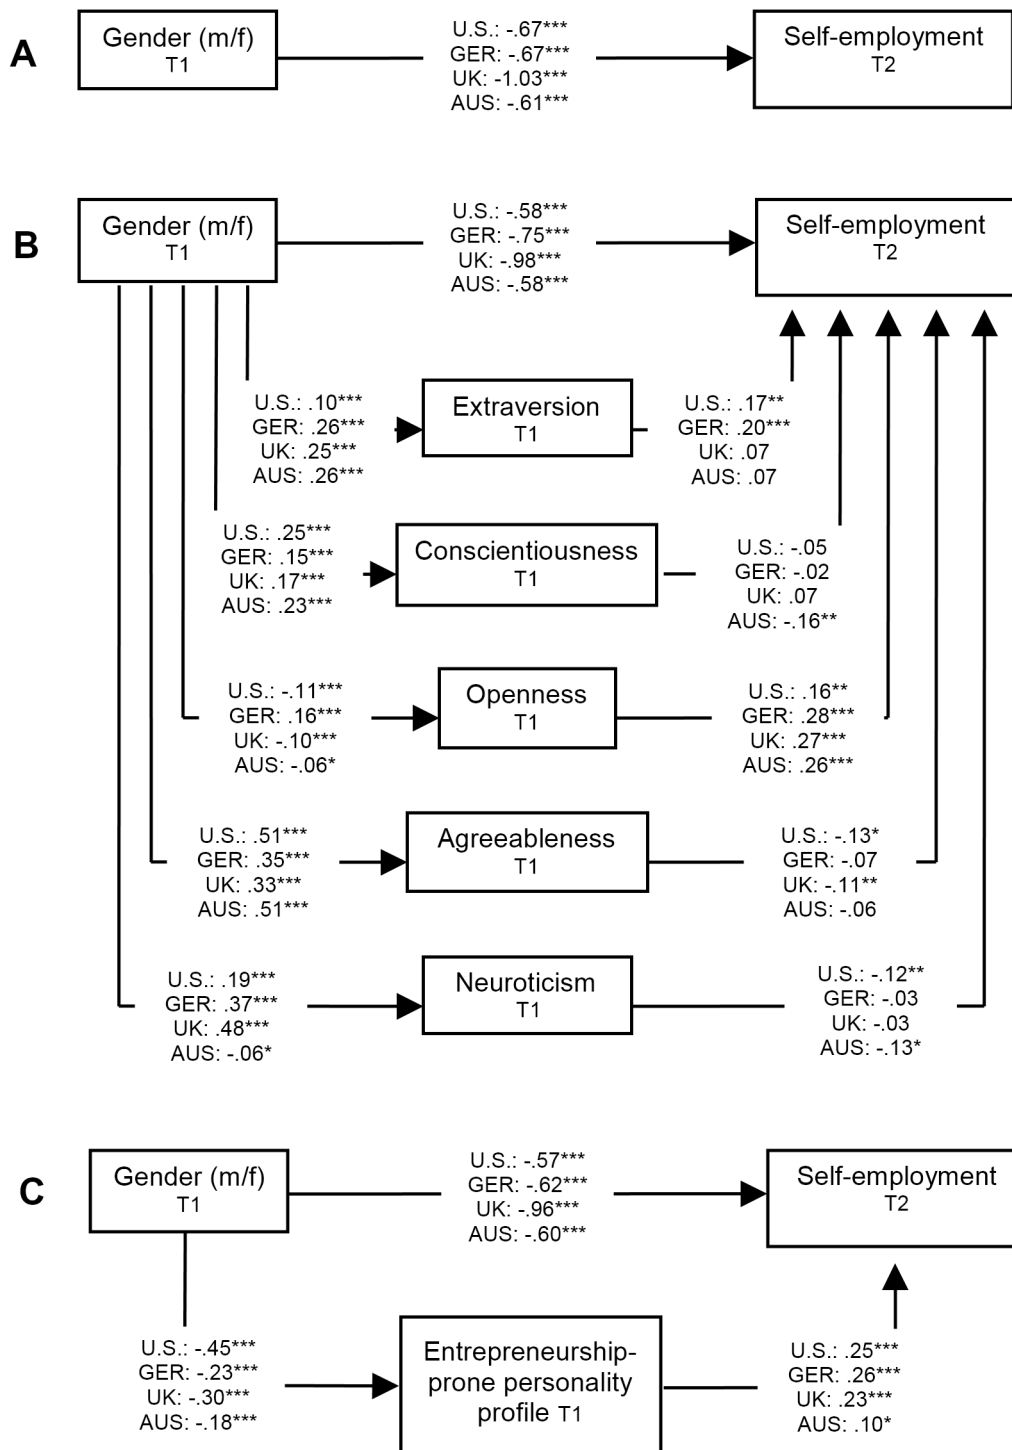 A
Gender (m/f)
T1
U.S.: -.67***
GER: -.67***
UK: -1.03***
AUS: -.61***
Self-employment
T2
B
Gender (m/f)
T1
U.S.: -.58***
GER: -.75***
UK: -.98***
AUS: -.58***
Self-employment
T2
U.S.: .10***
GER: .26***
UK: .25***
AUS: .26***
Extraversion
T1
U.S.: .17**
GER: .20***
UK: .07
AUS: .07
U.S.: .25***
GER: .15***
UK: .17***
AUS: .23***
Conscientiousness
T1
U.S.: -.05
GER: -.02
UK: .07
AUS: -.16**
U.S.: -.11***
GER: .16***
UK: -.10***
AUS: -.06*
Openness
T1
U.S.: .16**
GER: .28***
UK: .27***
AUS: .26***
U.S.: .51***
GER: .35***
UK: .33***
AUS: .51***
Agreeableness
T1
U.S.: -.13*
GER: -.07
UK: -.11**
AUS: -.06
U.S.: .19***
GER: .37***
UK: .48***
AUS: -.06*
Neuroticism
T1
U.S.: -.12**
GER: -.03
UK: -.03
AUS: -.13*
C
Gender (m/f)
T1
U.S.: -.57***
GER: -.62***
UK: -.96***
AUS: -.60***
Self-employment
T2
U.S.: -.45***
GER: -.23***
UK: -.30***
AUS: -.18***
Entrepreneurship-
prone personality
profile T1
U.S.: .25***
GER: .26***
UK: .23***
AUS: .10*